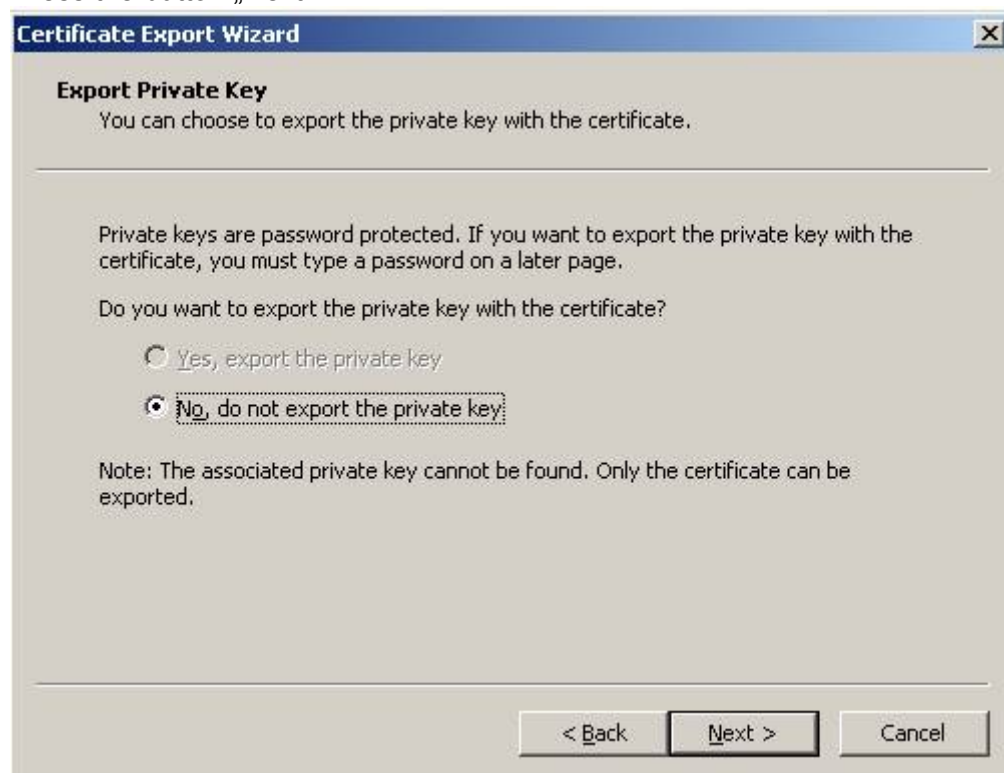 Certificate Export Wizard
Export Private Key
You can choose to export the private key with the certificate.
Private keys are password protected. If you want to export the private key with the
certificate, you must type a password on a later page.
Do you want to export the private key with the certificate?
Yes, export the private key
No, do not export the private key
Note: The associated private key cannot be found. Only the certificate can be
exported.
< Back
Next >
Cancel